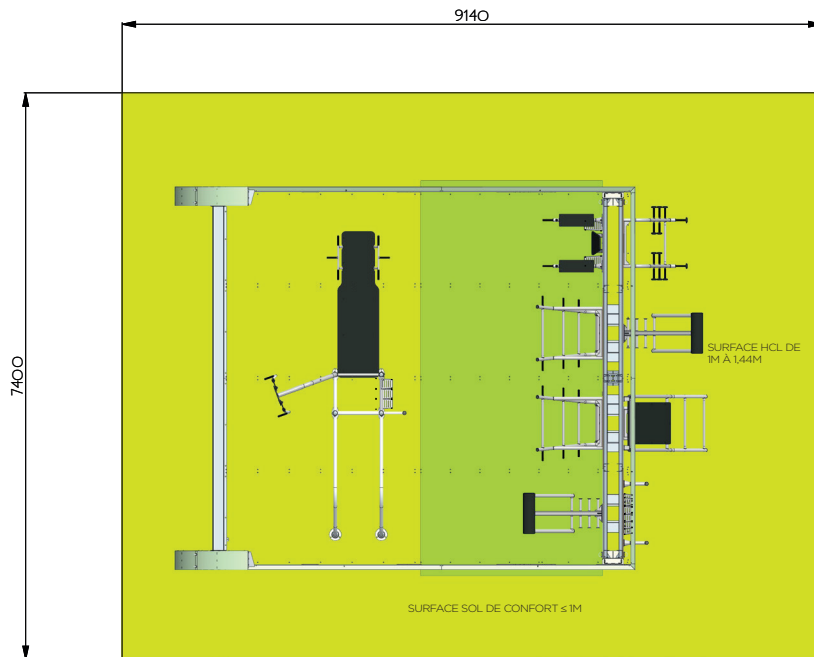 9140
7400
SURFACE HCL DE
1M À 1,44M
SURFACE SOL DE CONFORT ≤ 1M